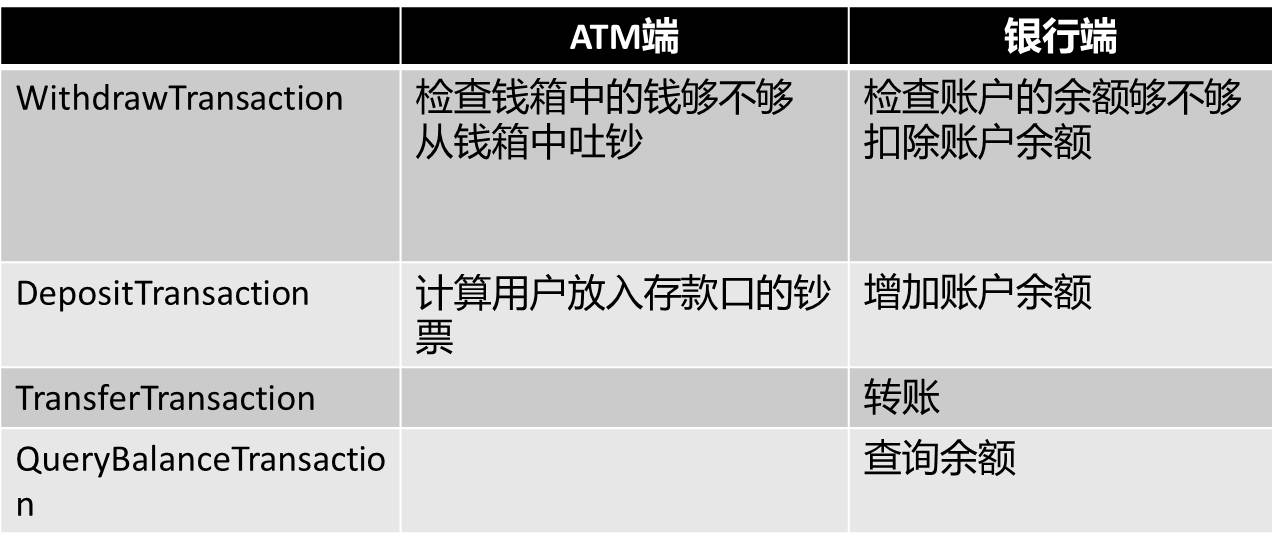 ATM端
银行端
WithdrawTransaction
检查钱箱中的钱够不够
从钱箱中吐钞
检查账户的余额够不够
扣除账户余额
DepositTransaction
计算用户放入存款口的钞
票
增加账户余额
TransferTransaction
转账
QueryBalanceTransactio
n
查询余额